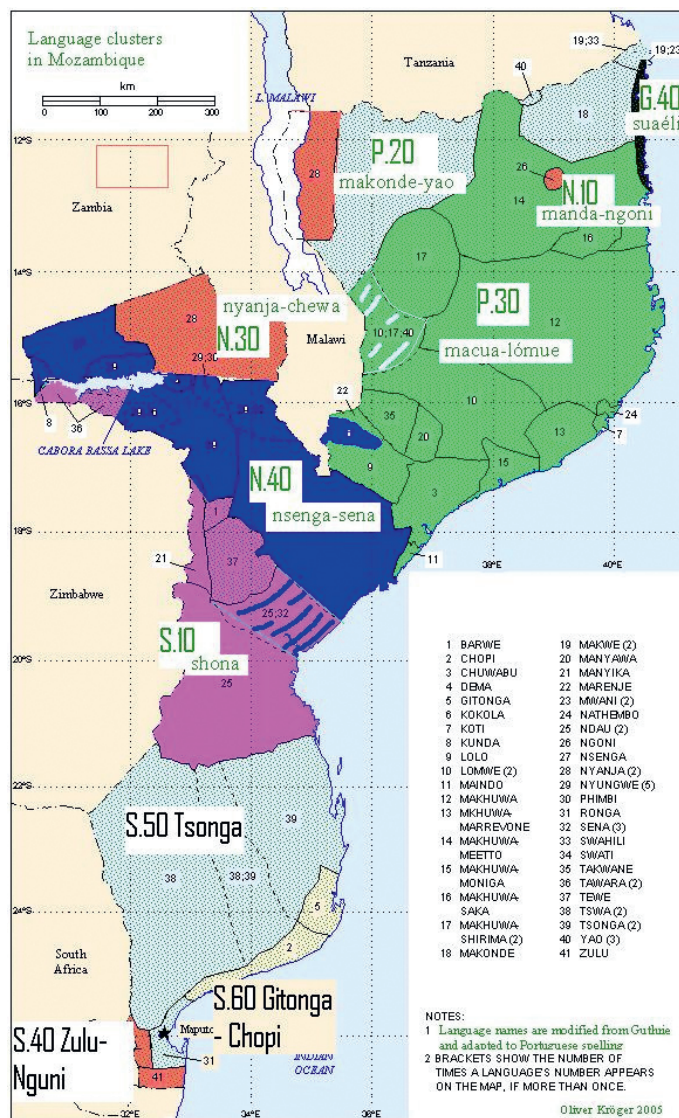 Language clusters
in Mozambique
km
0 100 200 300
Tanzania
19;33
19;23
40
L. MALAWI
G.40
suaéli
18
12°S
P.20
makonde-yao
28
26
N.10
manda-ngoni
14
16
Zambia
17
14°S
nyanja-chewa
28
N.30
Malawi
P.30
10;17;40
12
macua-lómue
22
16°S
8
36
35
10
20
13
24
7
CABORA BASSA LAKE
9
15
3
N.40
nsenga-sena
18°S
1
11
38°E
40°E
21
37
Zimbabwe
25;32
S.10
shona
20°S
25
22°S
S.50 Tsonga
39
38
38;39
24°S
5
2
South
Africa
S.60 Gitonga
- Chopi
S.40 Zulu-
Nguni
Maputo
31
41
INDIAN
OCEAN
32°E
34°E
36°E
1 BARWE
2 CHOPI
3 CHUWABU
4 DEMA
5 GITONGA
6 KOKOLA
7 KOTI
8 KUNDA
9 LOLO
10 LOMWE (2)
11 MAINDO
12 MAKHUWA
13 MKHUWA-
MARREVONE
14 MAKHUWA-
MEETTO
15 MAKHUWA-
MONIGA
16 MAKHUWA-
SAKA
17 MAKHUWA-
SHIRIMA (2)
18 MAKONDE
19 MAKWE (2)
20 MANYAWA
21 MANYIKA
22 MARENJE
23 MWANI (2)
24 NATHEMBO
25 NDAU (2)
26 NGONI
27 NSENGA
28 NYANJA (2)
29 NYUNGWE (5)
30 PHIMBI
31 RONGA
32 SENA (3)
33 SWAHILI
34 SWATI
35 TAKWANE
36 TAWARA (2)
37 TEWE
38 TSWA (2)
39 TSONGA (2)
40 YAO (3)
41 ZULU
NOTES:
1 Language names are modified from Guthrie
and adapted to Portuguese spelling
2 BRACKETS SHOW THE NUMBER OF
TIMES A LANGUAGE'S NUMBER APPEARS
ON THE MAP, IF MORE THAN ONCE.
Oliver Kröger 2005